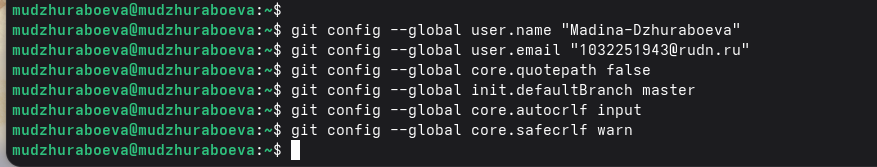 mudzhuraboeva@mudzhuraboeva:~$
mudzhuraboeva@mudzhuraboeva:~$ git config --global user.name "Madina-Dzhuraboeva"
mudzhuraboeva@mudzhuraboeva:~$ git config --global user.email "1032251943@rudn.ru"
mudzhuraboeva@mudzhuraboeva:~$ git config --global core.quotepath false
mudzhuraboeva@mudzhuraboeva:~$ git config --global init.defaultBranch master
mudzhuraboeva@mudzhuraboeva:~$ git config --global core.autocrlf input
mudzhuraboeva@mudzhuraboeva:~$ git config --global core.safecrlf warn
mudzhuraboeva@mudzhuraboeva:~$